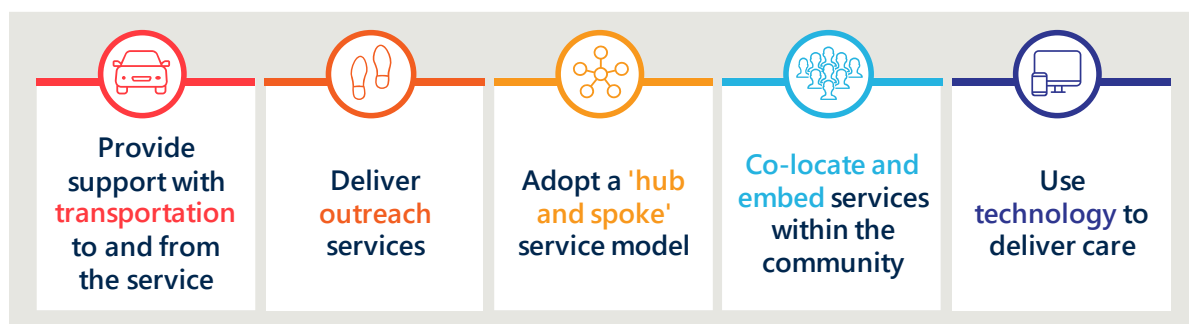 Provide
support with
transportation
to and from
the service
Deliver
outreach
services
Adopt a 'hub
and spoke'
service model
Co-locate and
embed services
within the
community
Use
technology to
deliver care